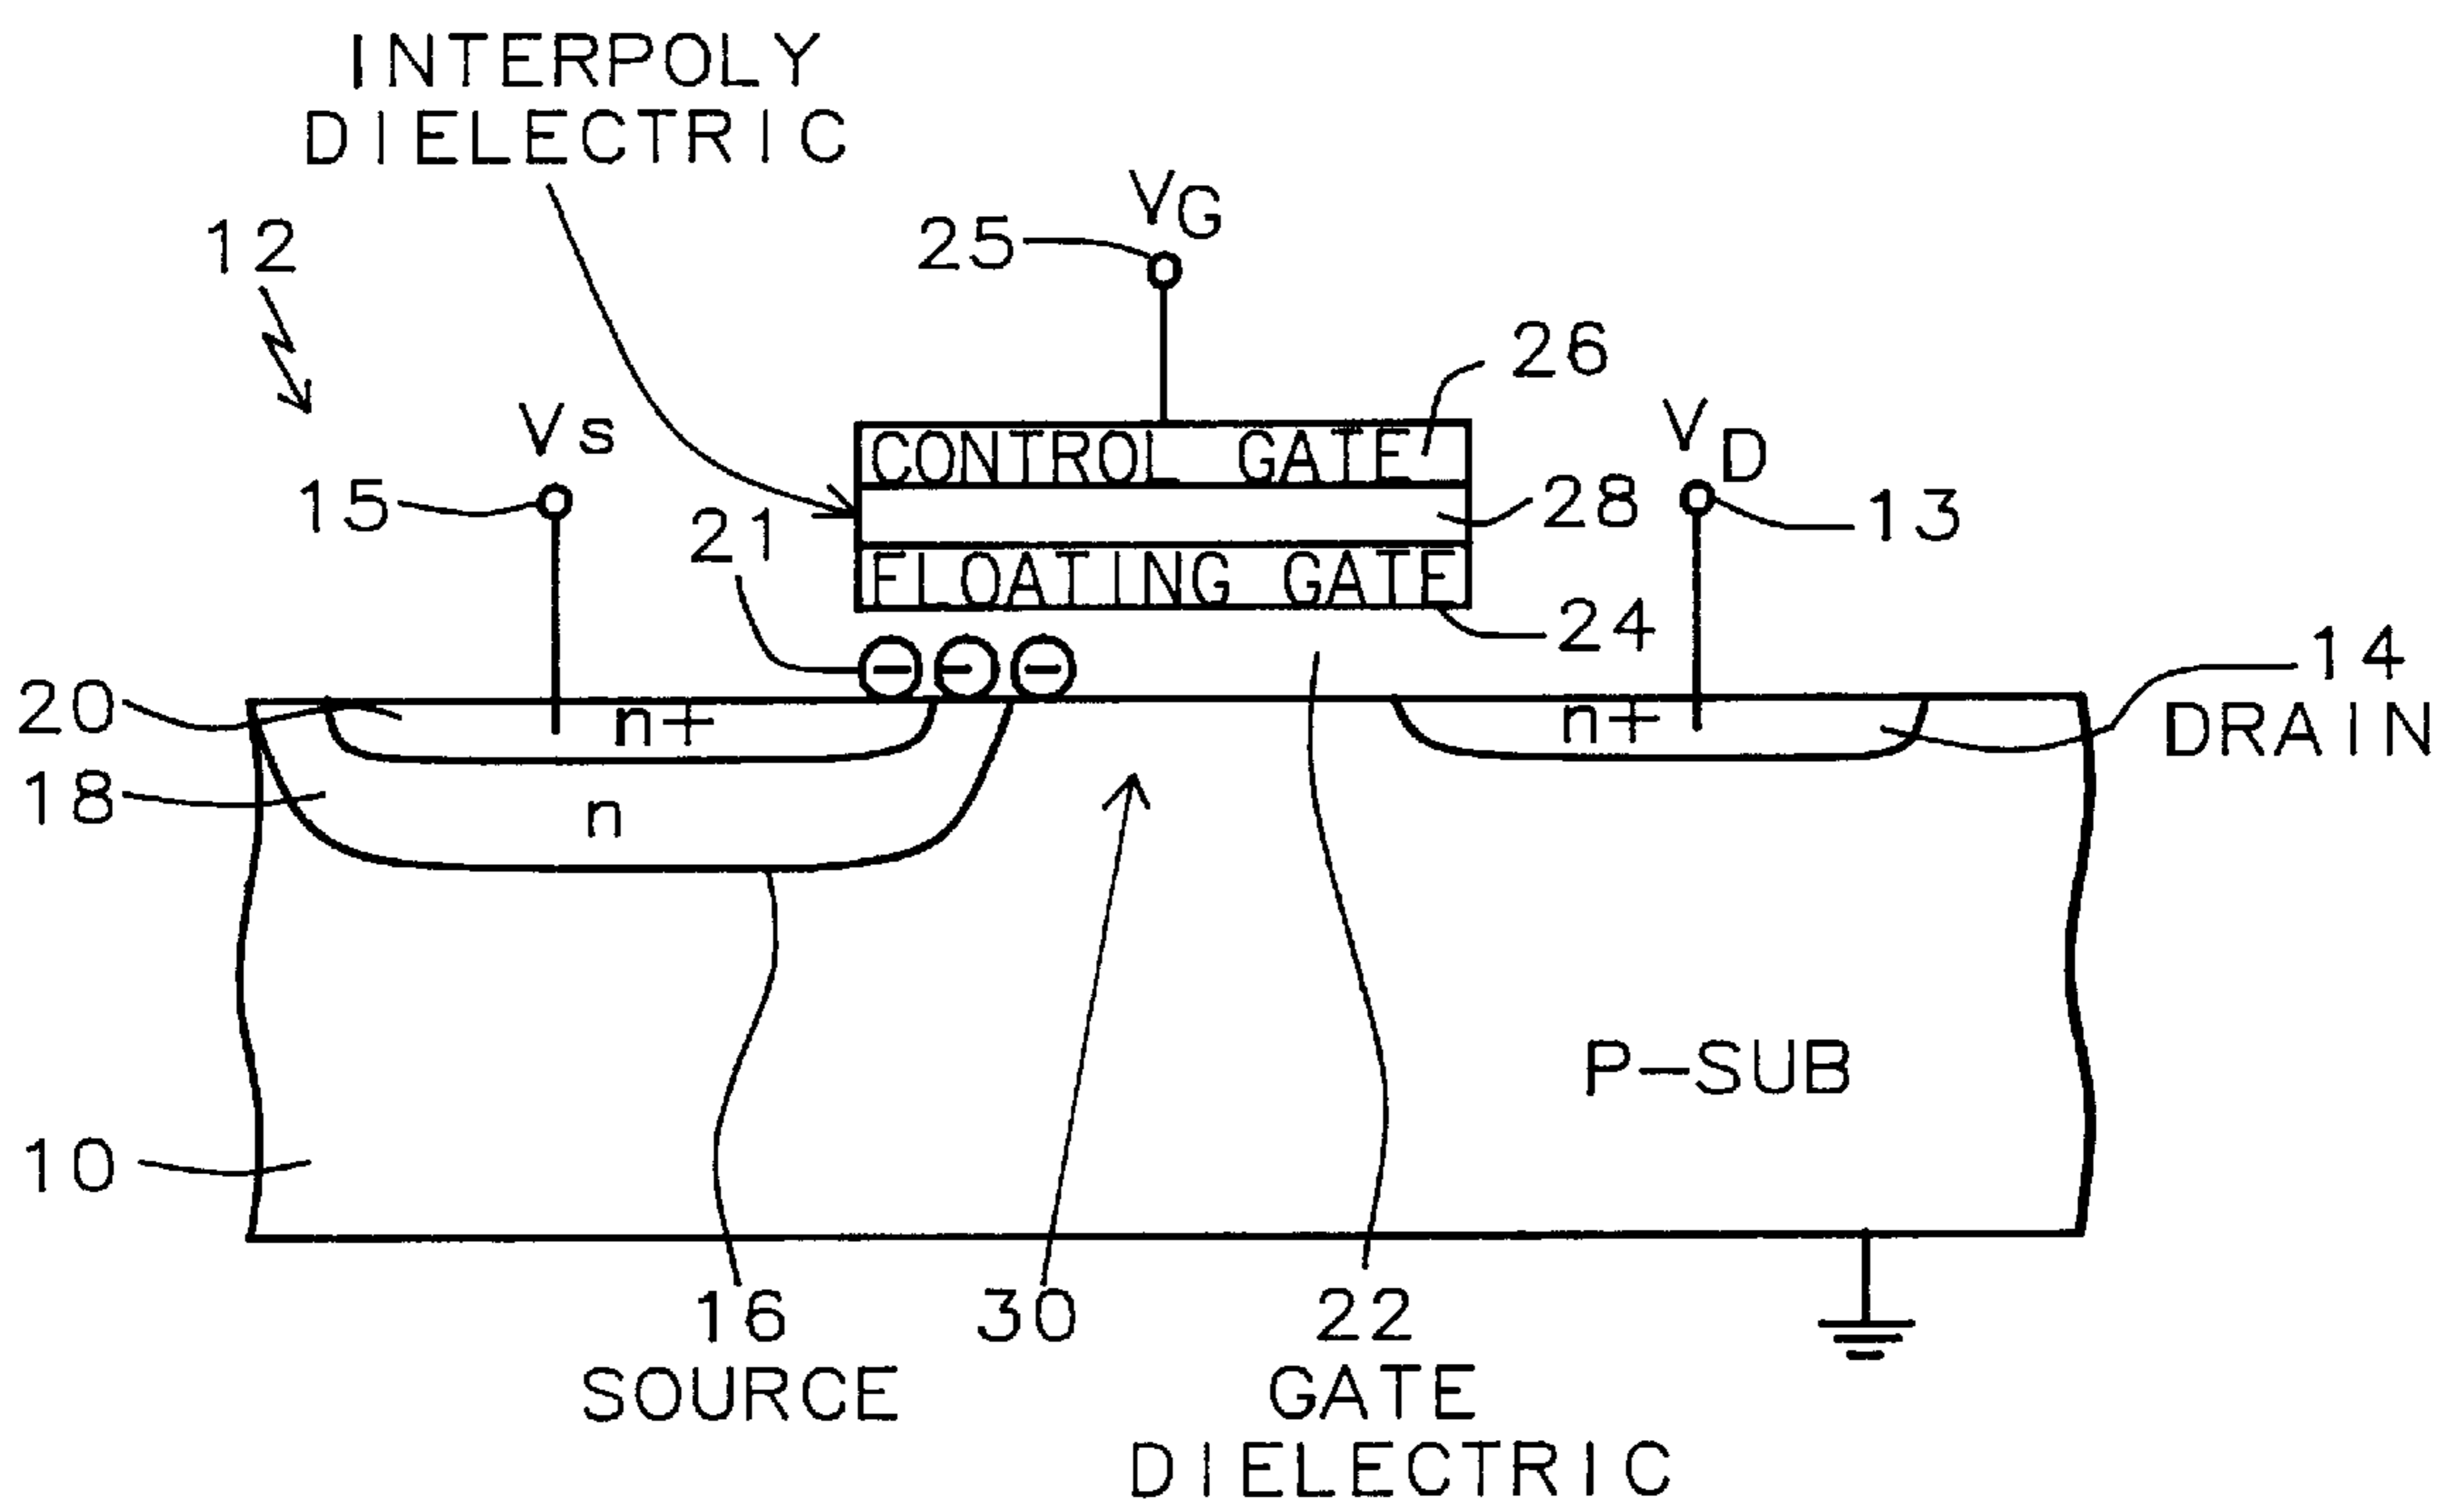 INTERPOLY
DIELECTRIC
VG
25
12
26
VD
Vs
CONTROL GATE
15
28
13
21
FLOATING GATE
24
14
DRAIN
20
n+
n+
18
n
P-SUB
10
16
SOURCE
30
22
GATE
DIELECTRIC